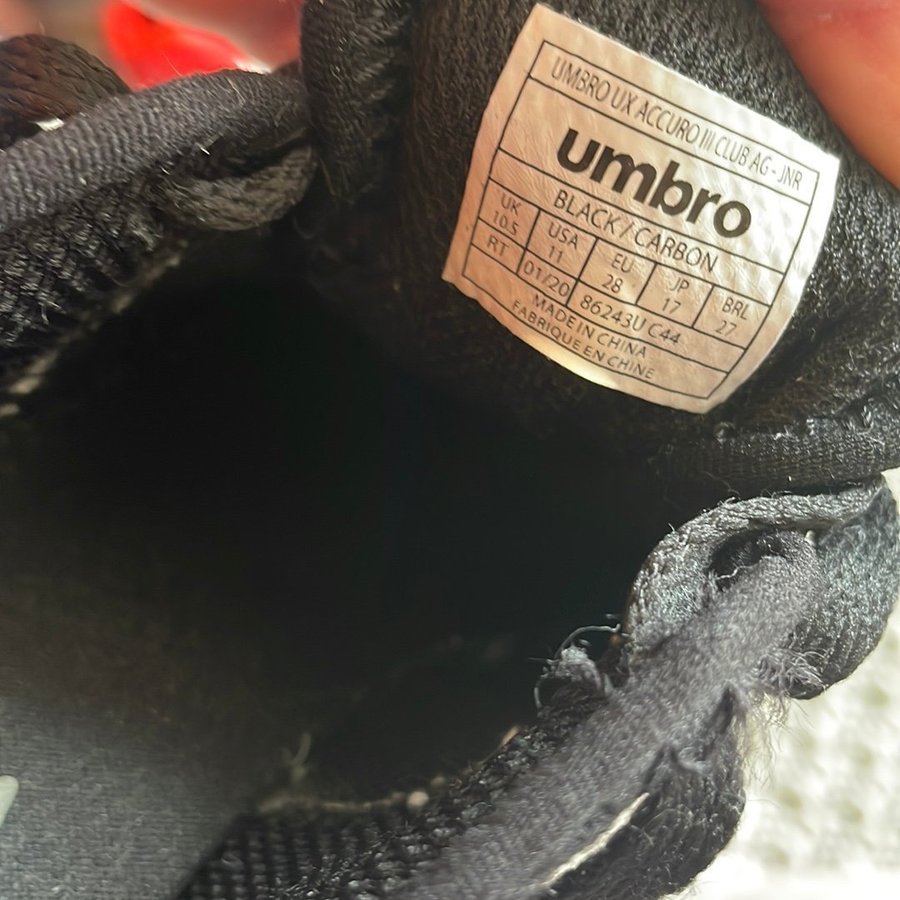 UMBRO UX ACCURO III CLUB AG - JNR
umbro
BLACK / CARBON
UK USA EU JP BRL
10.5 11 28 17 27
RT 01/20 86243U C44
MADE IN CHINA
FABRIQUE EN CHINE